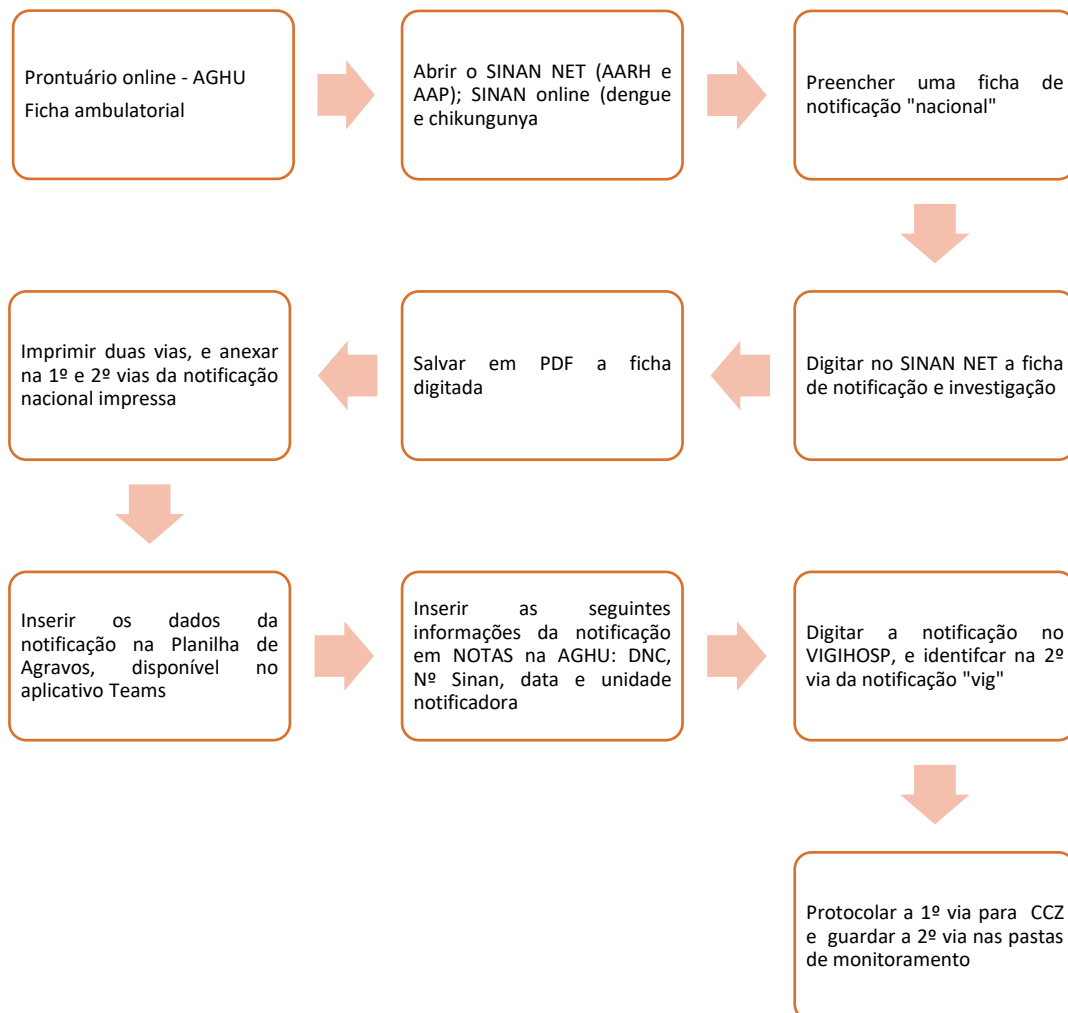 Prontuário online - AGHU
Ficha ambulatorial
Abrir o SINAN NET (AARH e
AAP); SINAN online (dengue
e chikungunya
Preencher uma ficha de
notificação "nacional"
Digitar no SINAN NET a ficha
de notificação e investigação
Salvar em PDF a ficha
digitada
Imprimir duas vias, e anexar
na 1º e 2º vias da notificação
nacional impressa
Inserir os dados da
notificação na Planilha de
Agravos, disponível no
aplicativo Teams
Inserir as seguintes
informações da notificação
em NOTAS na AGHU: DNC,
Nº Sinan, data e unidade
notificadora
Digitar a notificação no
VIGIHOSP, e identifcar na 2º
via da notificação "vig"
Protocolar a 1º via para CCZ
e guardar a 2º via nas pastas
de monitoramento